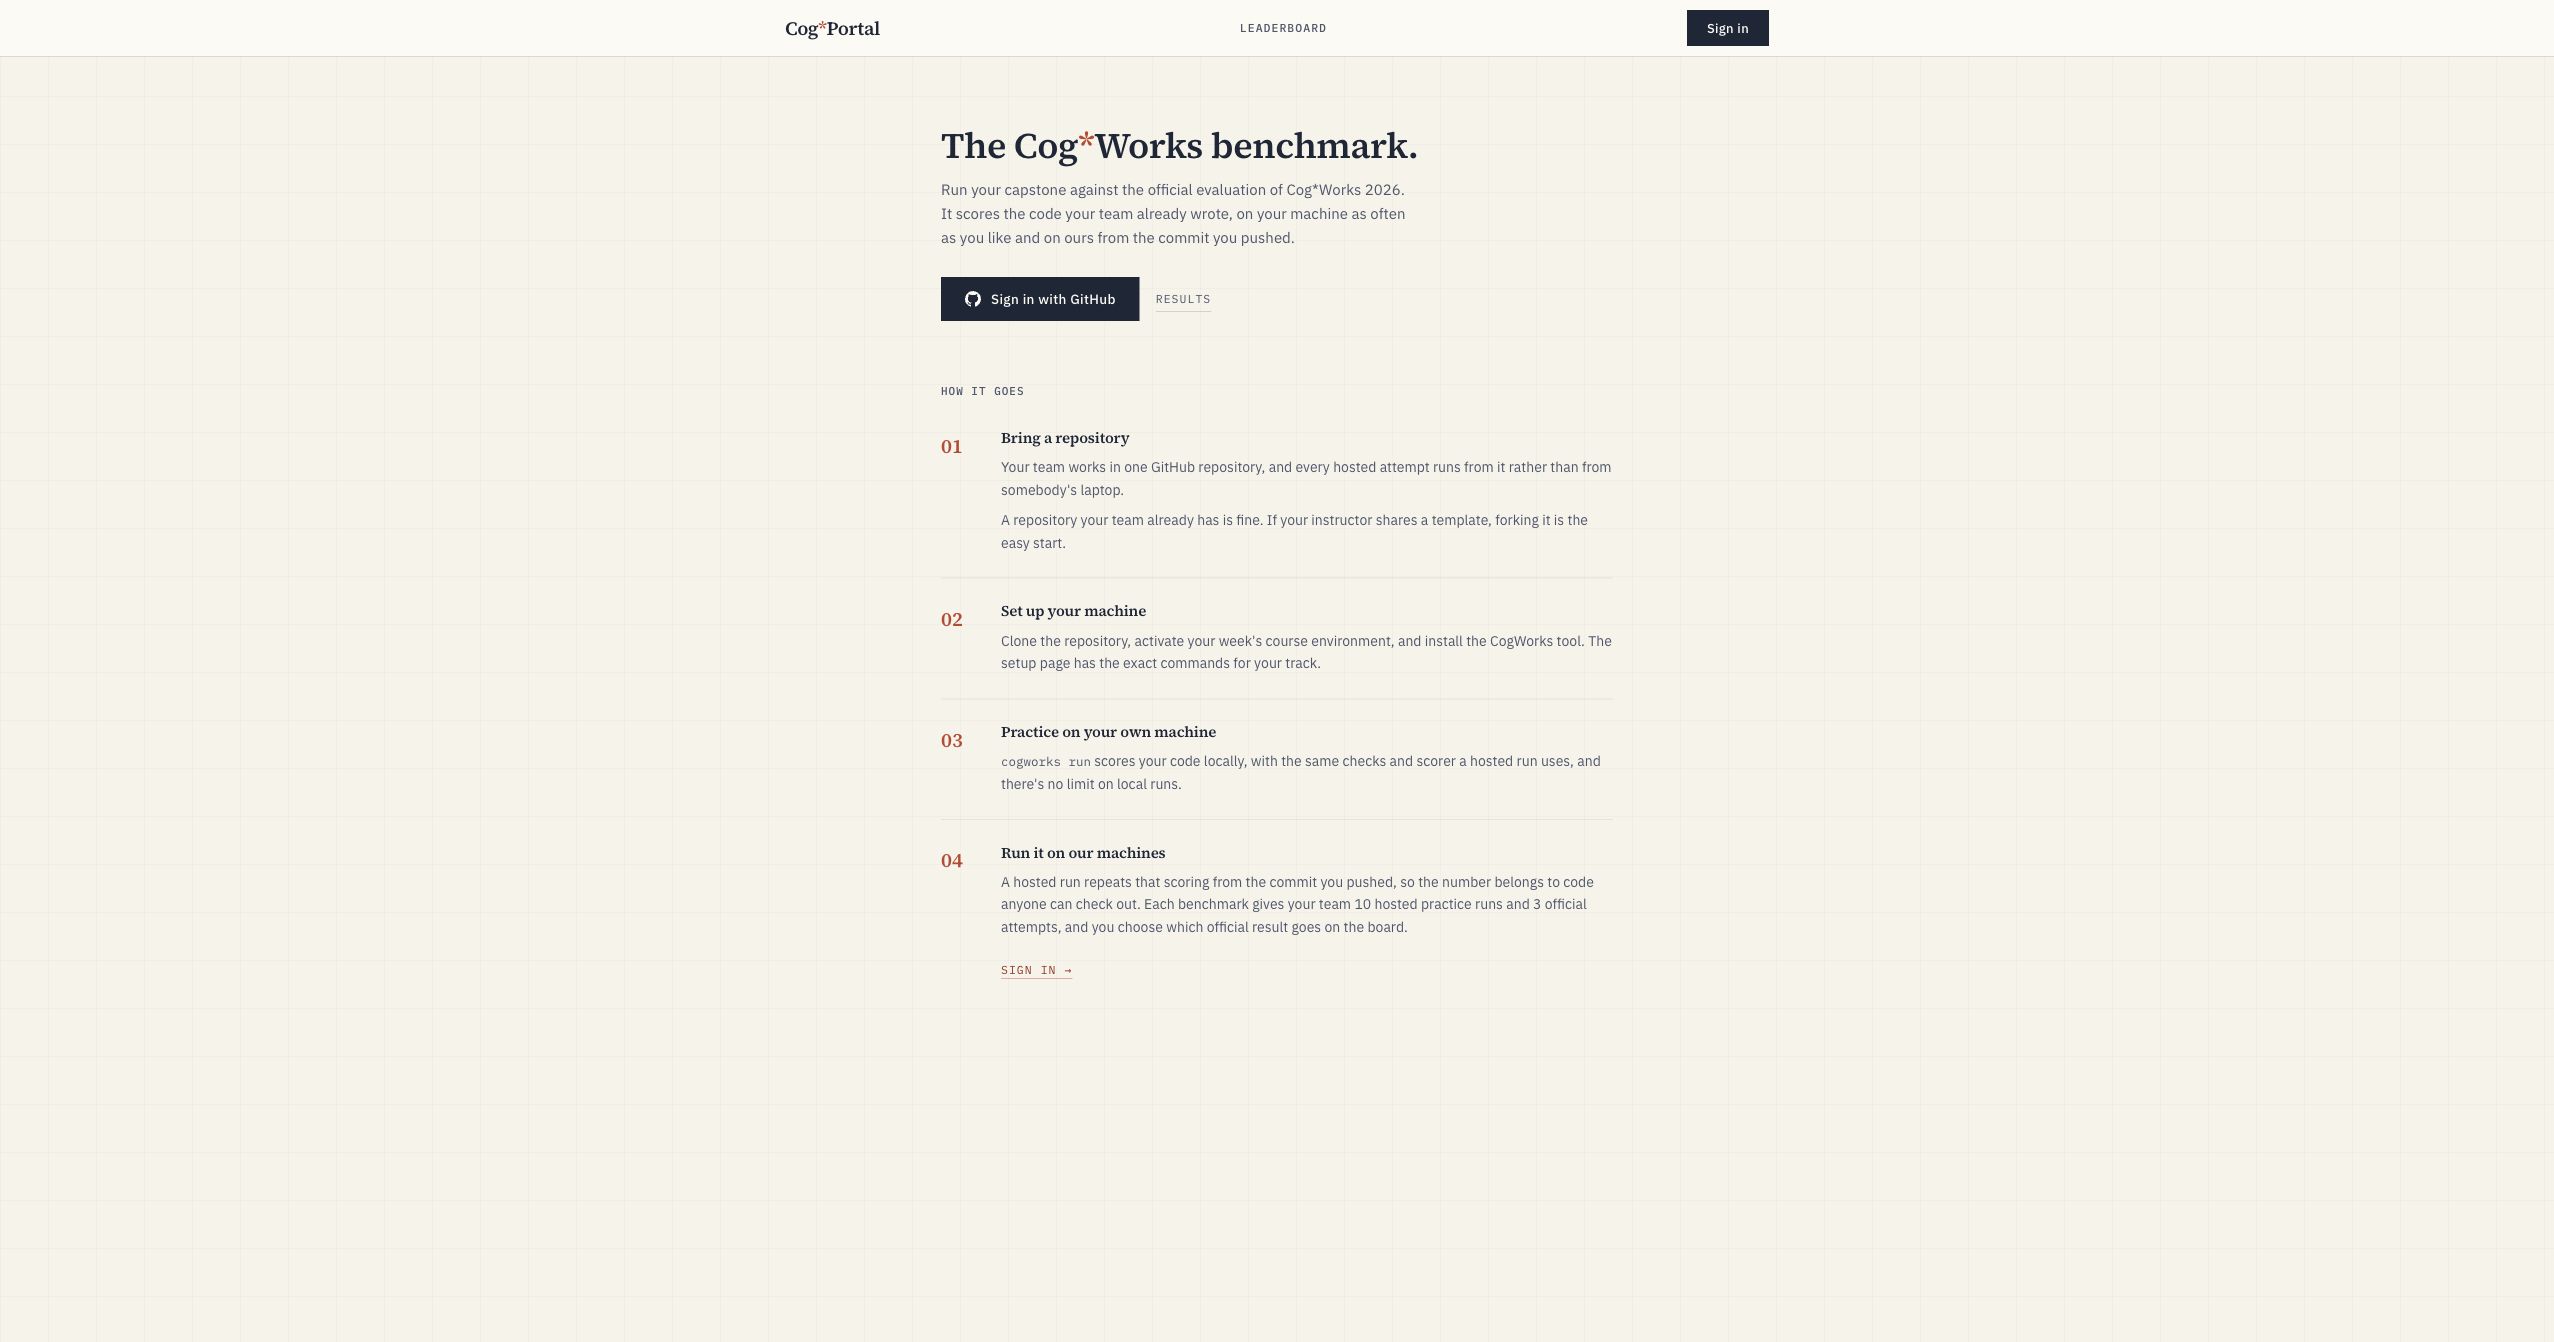 Cog*Portal
LEADERBOARD
Sign in
The Cog*Works benchmark.
Run your capstone against the official evaluation of Cog*Works 2026.
It scores the code your team already wrote, on your machine as often
as you like and on ours from the commit you pushed.
Sign in with GitHub
RESULTS
HOW IT GOES
01
Bring a repository
Your team works in one GitHub repository, and every hosted attempt runs from it rather than from
somebody's laptop.
A repository your team already has is fine. If your instructor shares a template, forking it is the
easy start.
02
Set up your machine
Clone the repository, activate your week's course environment, and install the CogWorks tool. The
setup page has the exact commands for your track.
03
Practice on your own machine
cogworks run scores your code locally, with the same checks and scorer a hosted run uses, and
there's no limit on local runs.
04
Run it on our machines
A hosted run repeats that scoring from the commit you pushed, so the number belongs to code
anyone can check out. Each benchmark gives your team 10 hosted practice runs and 3 official
attempts, and you choose which official result goes on the board.
SIGN IN →